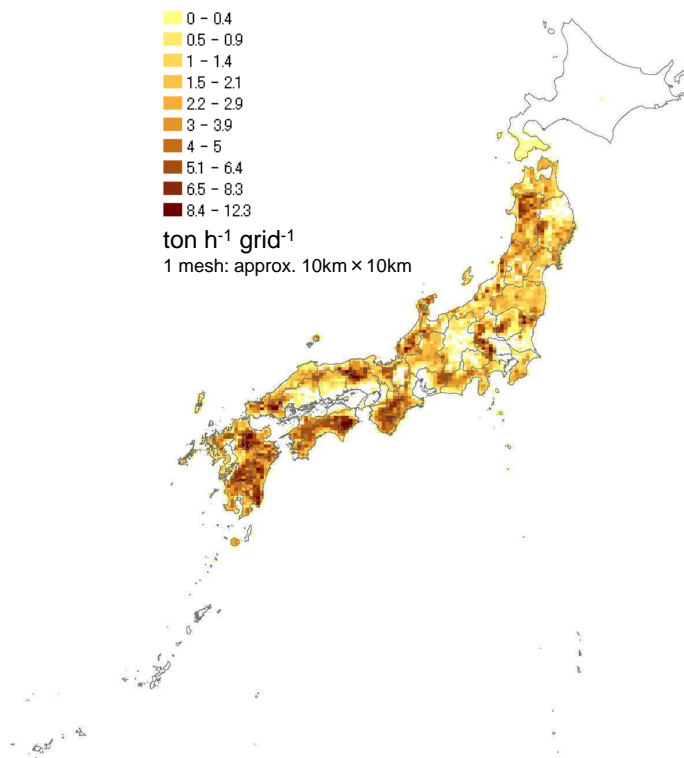 0 - 0.4
0.5 - 0.9
1 - 1.4
1.5 - 2.1
2.2 - 2.9
3 - 3.9
4 - 5
5.1 - 6.4
6.5 - 8.3
8.4 - 12.3
ton h⁻¹ grid⁻¹
1 mesh: approx. 10km×10km